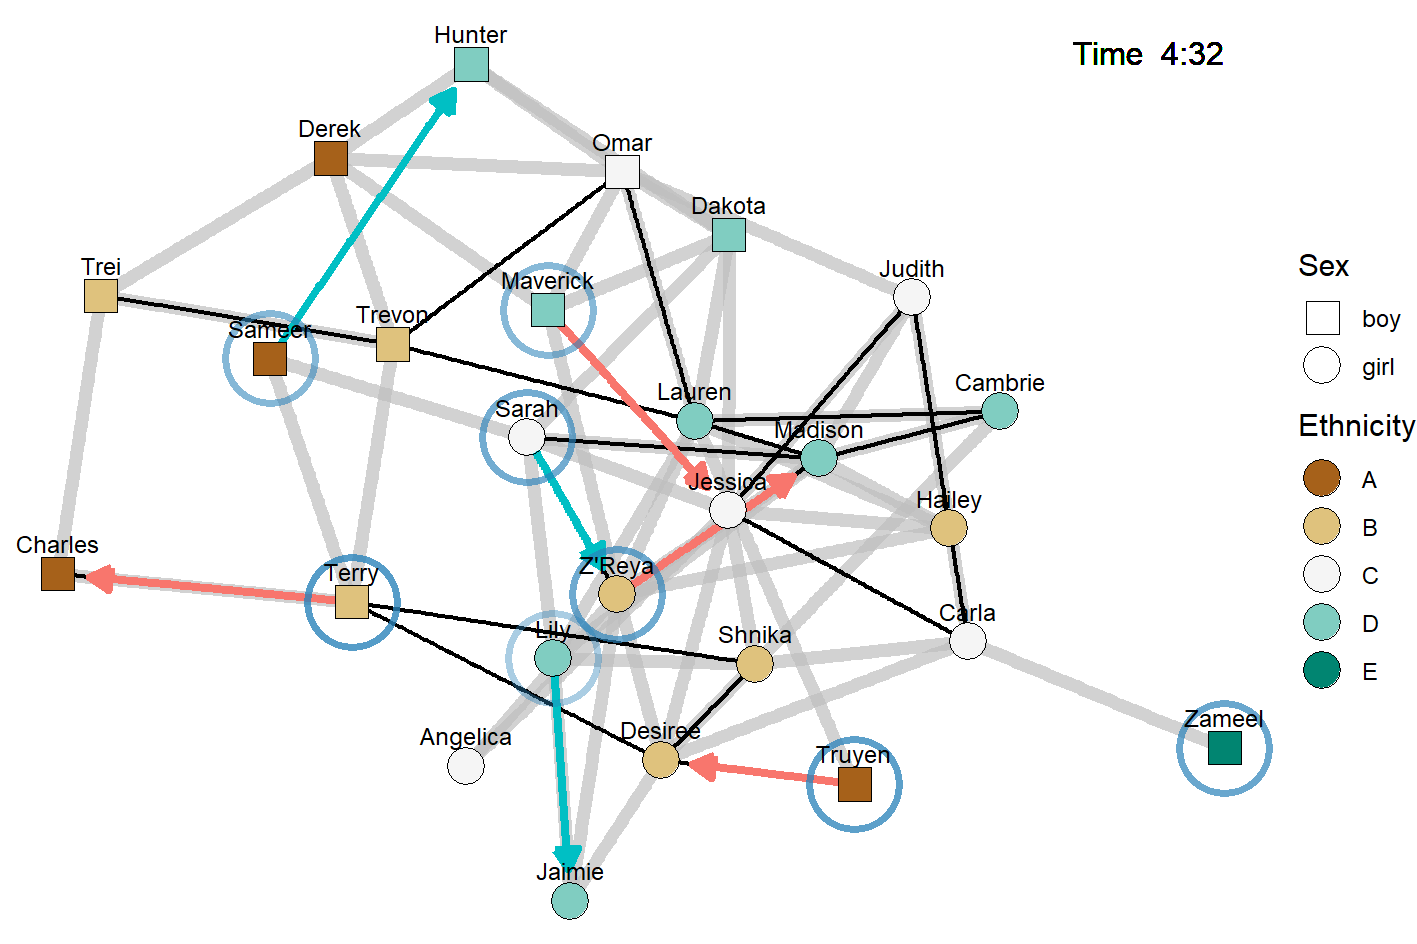 Hunter
Time 4:32
Derek
Omar
Dakota
Trei
Judith
Maverick
Sameer
Trevon
Lauren
Cambrie
Sarah
Madison
Jessica
Hailey
Charles
Terry
Z'Reya
Lily
Shnika
Carla
Angelica
Desiree
Truyen
Zameel
Jaimie
Sex
boy
girl
Ethnicity
A
B
C
D
E